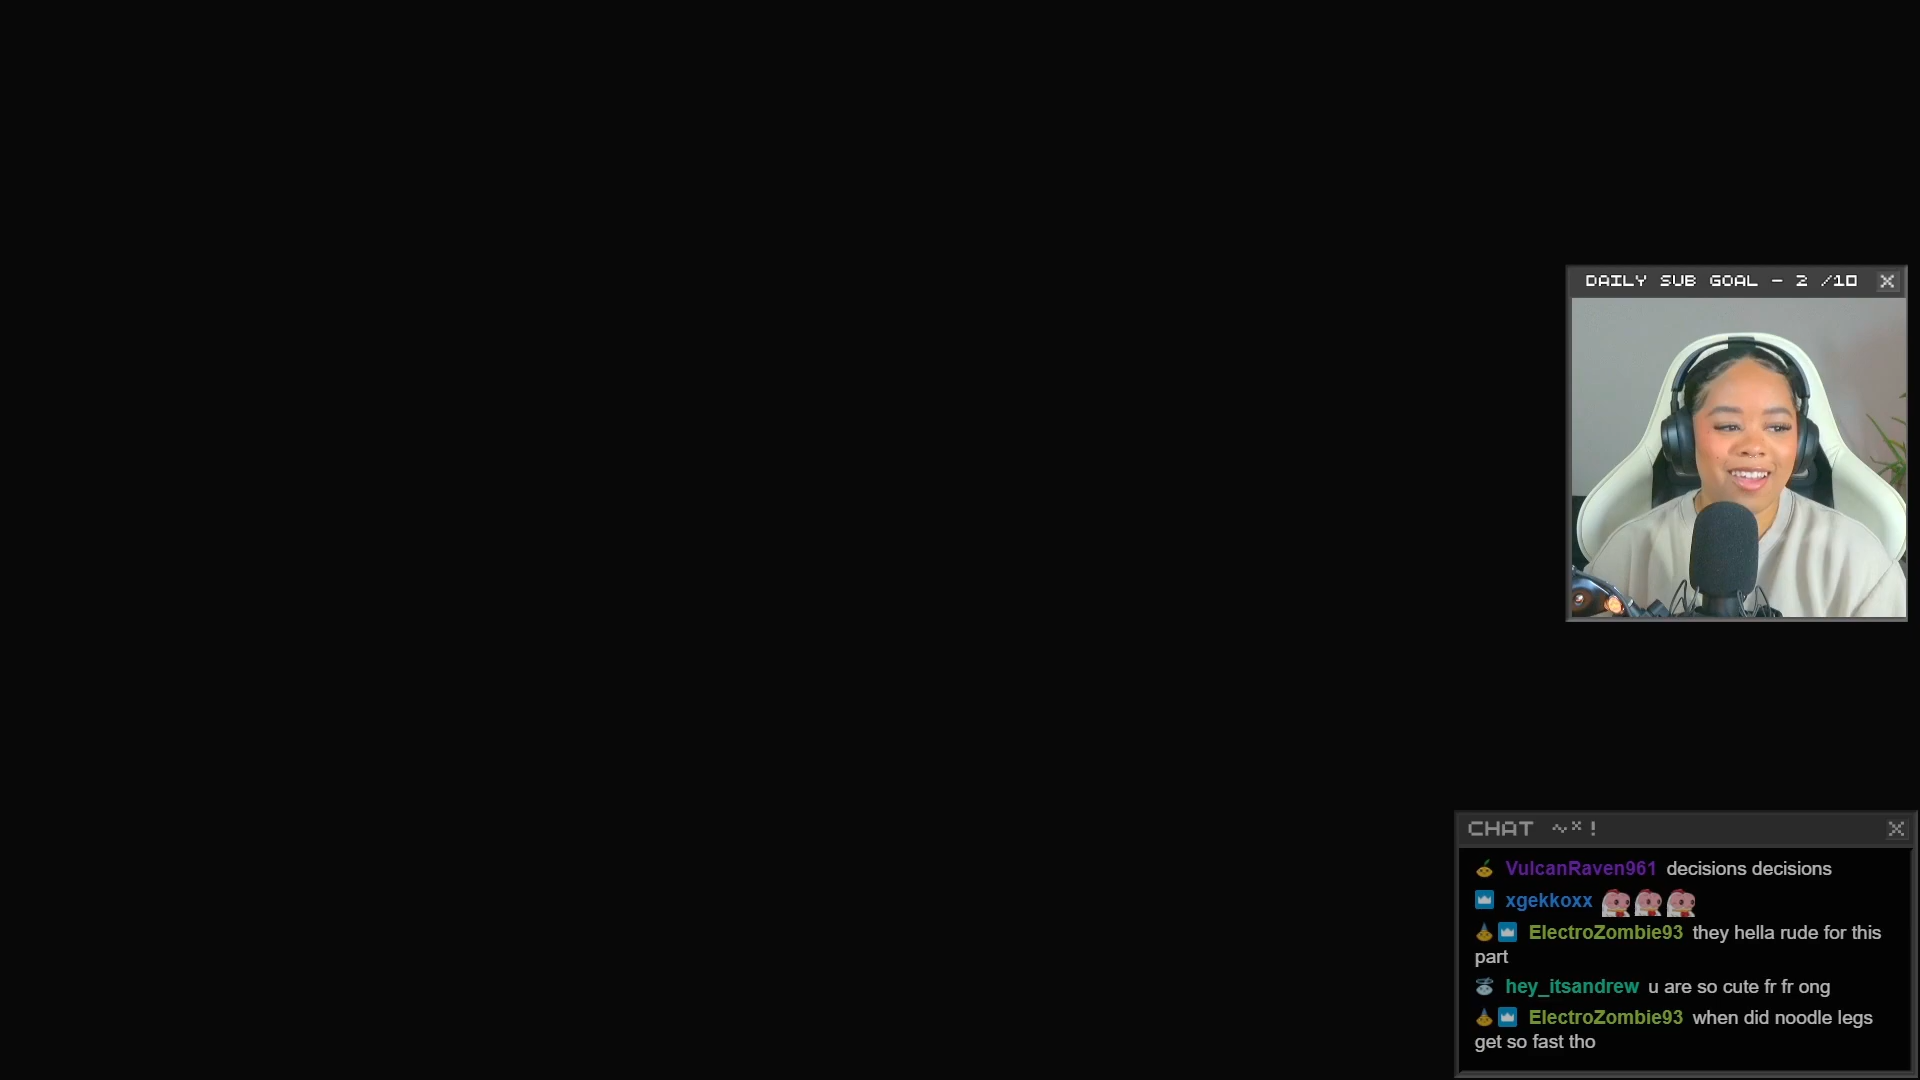 DAILY SUB GOAL - 2 /10
CHAT ~*!
VulcanRaven961 decisions decisions
xgekkoxx
ElectroZombie93 they hella rude for this
part
hey_itsandrew u are so cute fr fr ong
ElectroZombie93 when did noodle legs
get so fast tho